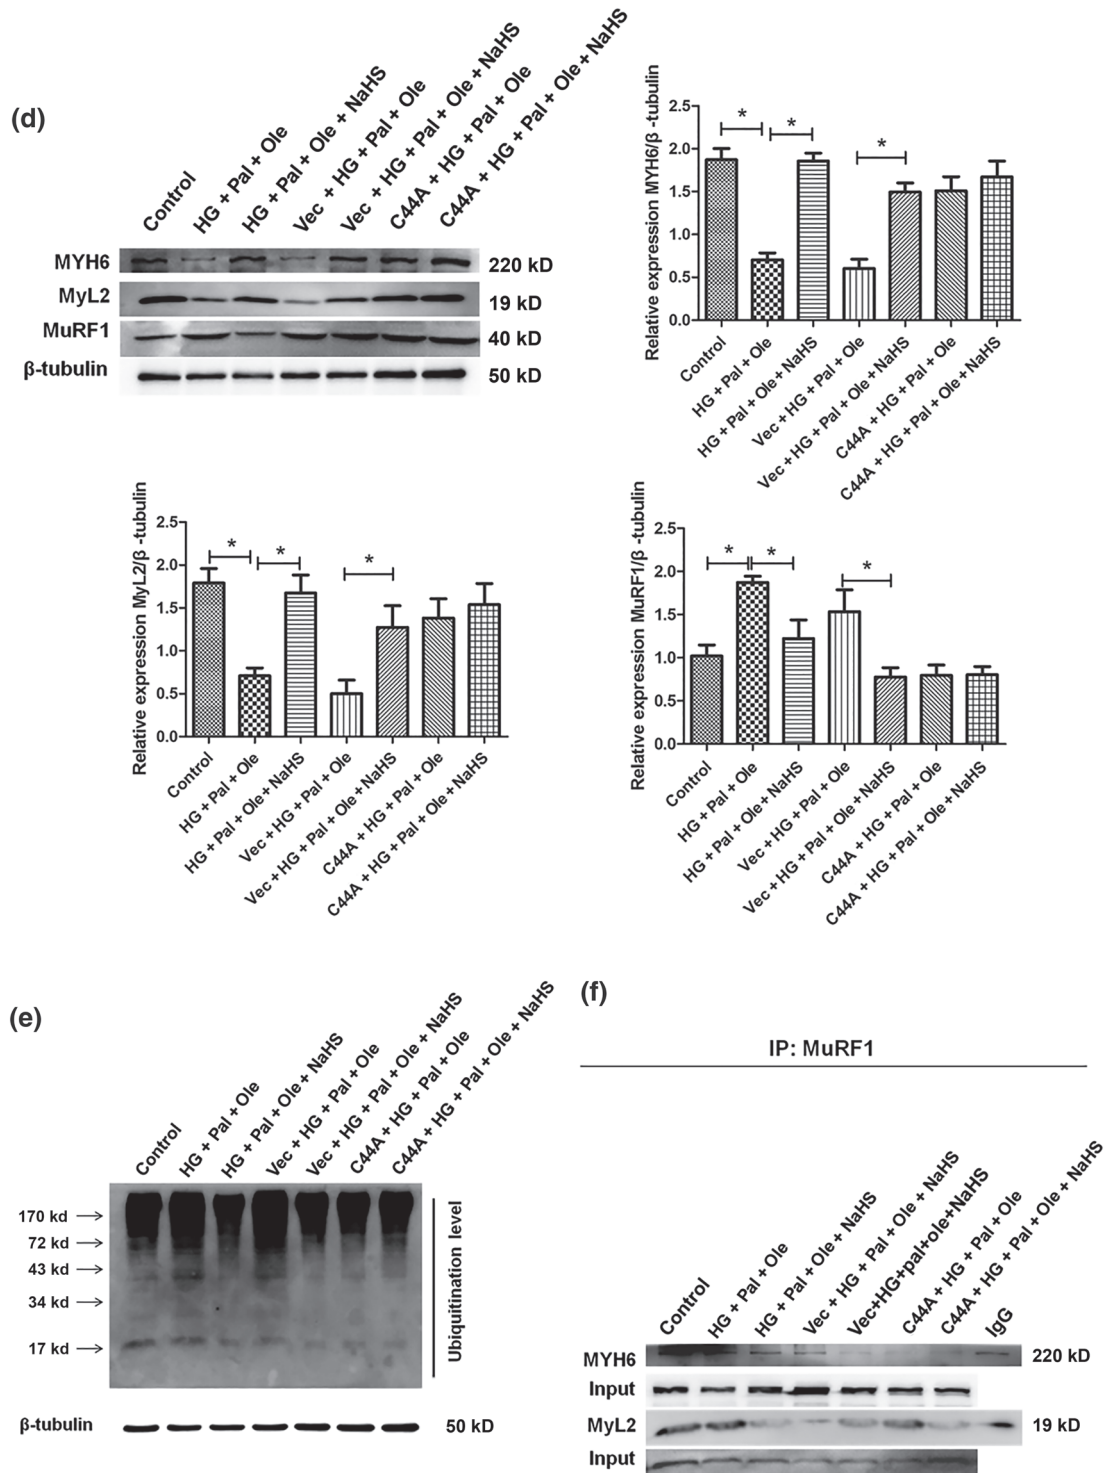 (d)
Control
HG + Pal + Ole
HG + Pal + Ole + NaHS
Vec + HG + Pal + Ole
Vec + HG + Pal + Ole + NaHS
C44A + HG + Pal + Ole
C44A + HG + Pal + Ole + NaHS
MYH6 220 kD
MyL2 19 kD
MuRF1 40 kD
β-tubulin 50 kD
Relative expression MYH6/β -tubulin
2.5
2.0
1.5
1.0
0.5
0.0
* * *
Control
HG + Pal + Ole
HG + Pal + Ole + NaHS
Vec + HG + Pal + Ole
Vec + HG + Pal + Ole + NaHS
C44A + HG + Pal + Ole
C44A + HG + Pal + Ole + NaHS
Relative expression MyL2/β -tubulin
2.5
2.0
1.5
1.0
0.5
0.0
* * *
Control
HG + Pal + Ole
HG + Pal + Ole + NaHS
Vec + HG + Pal + Ole
Vec + HG + Pal + Ole + NaHS
C44A + HG + Pal + Ole
C44A + HG + Pal + Ole + NaHS
Relative expression MuRF1/β -tubulin
2.5
2.0
1.5
1.0
0.5
0.0
* * *
Control
HG + Pal + Ole
HG + Pal + Ole + NaHS
Vec + HG + Pal + Ole
Vec + HG + Pal + Ole + NaHS
C44A + HG + Pal + Ole
C44A + HG + Pal + Ole + NaHS
(e)
Control
HG + Pal + Ole
HG + Pal + Ole + NaHS
Vec + HG + Pal + Ole
Vec + HG + Pal + Ole + NaHS
C44A + HG + Pal + Ole
C44A + HG + Pal + Ole + NaHS
170 kd →
72 kd →
43 kd →
34 kd →
17 kd →
Ubiquitination level
β-tubulin 50 kD
(f)
IP: MuRF1
Control
HG + Pal + Ole
HG + Pal + Ole + NaHS
Vec + HG + Pal + Ole + NaHS
Vec+HG+pal+ole+NaHS
C44A + HG + Pal + Ole
C44A + HG + Pal + Ole + NaHS
IgG
MYH6 220 kD
Input
MyL2 19 kD
Input